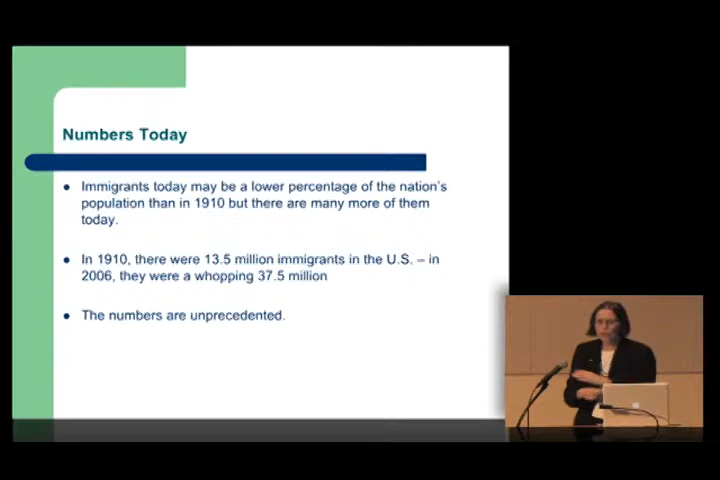 Numbers Today
Immigrants today may be a lower percentage of the nation's
population than in 1910 but there are many more of them
today.
In 1910, there were 13.5 million immigrants in the U.S. – in
2006, they were a whopping 37.5 million
The numbers are unprecedented.